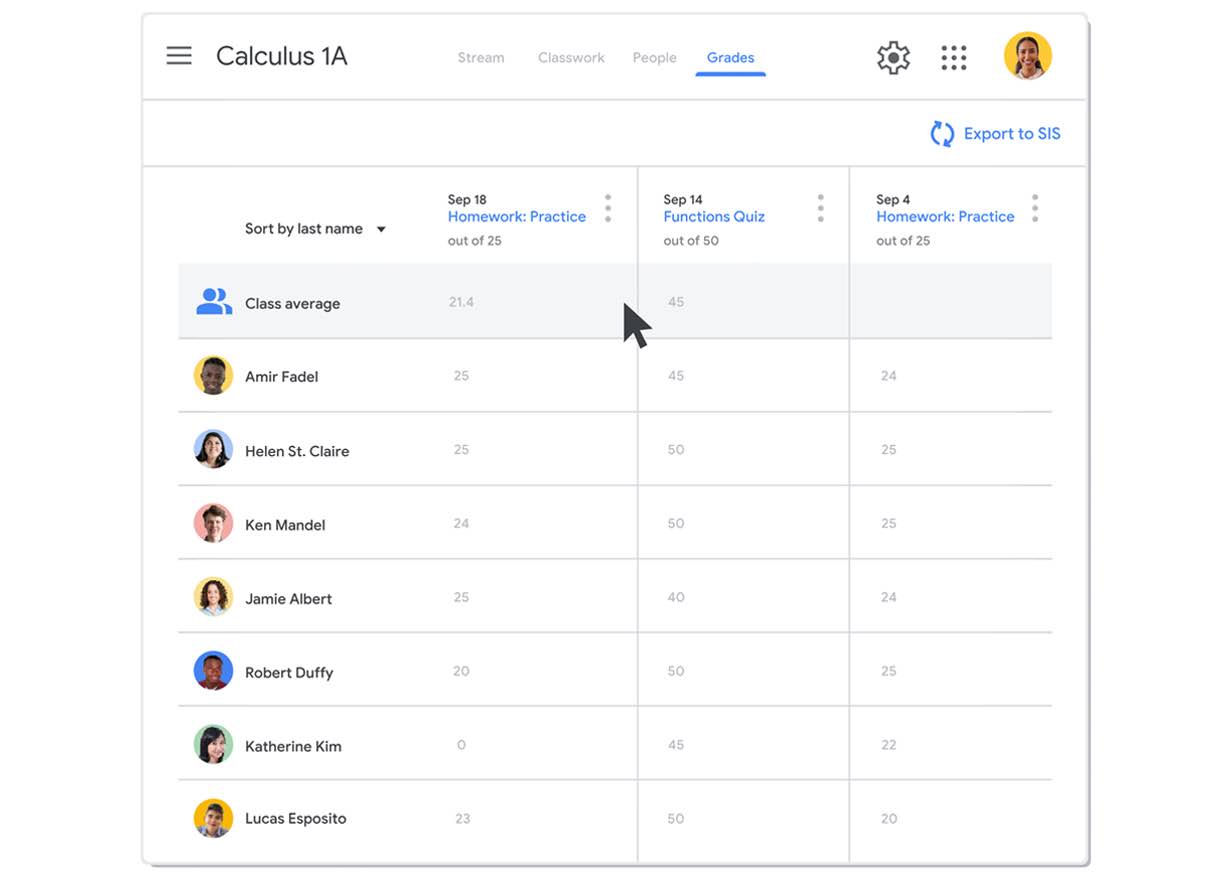 Calculus 1A
Stream Classwork People Grades
Export to SIS
Sort by last name
Sep 18
Homework: Practice
out of 25
Sep 14
Functions Quiz
out of 50
Sep 4
Homework: Practice
out of 25
Class average 21.4 45
Amir Fadel 25 45 24
Helen St. Claire 25 50 25
Ken Mandel 24 50 25
Jamie Albert 25 40 24
Robert Duffy 20 50 25
Katherine Kim 0 45 22
Lucas Esposito 23 50 20